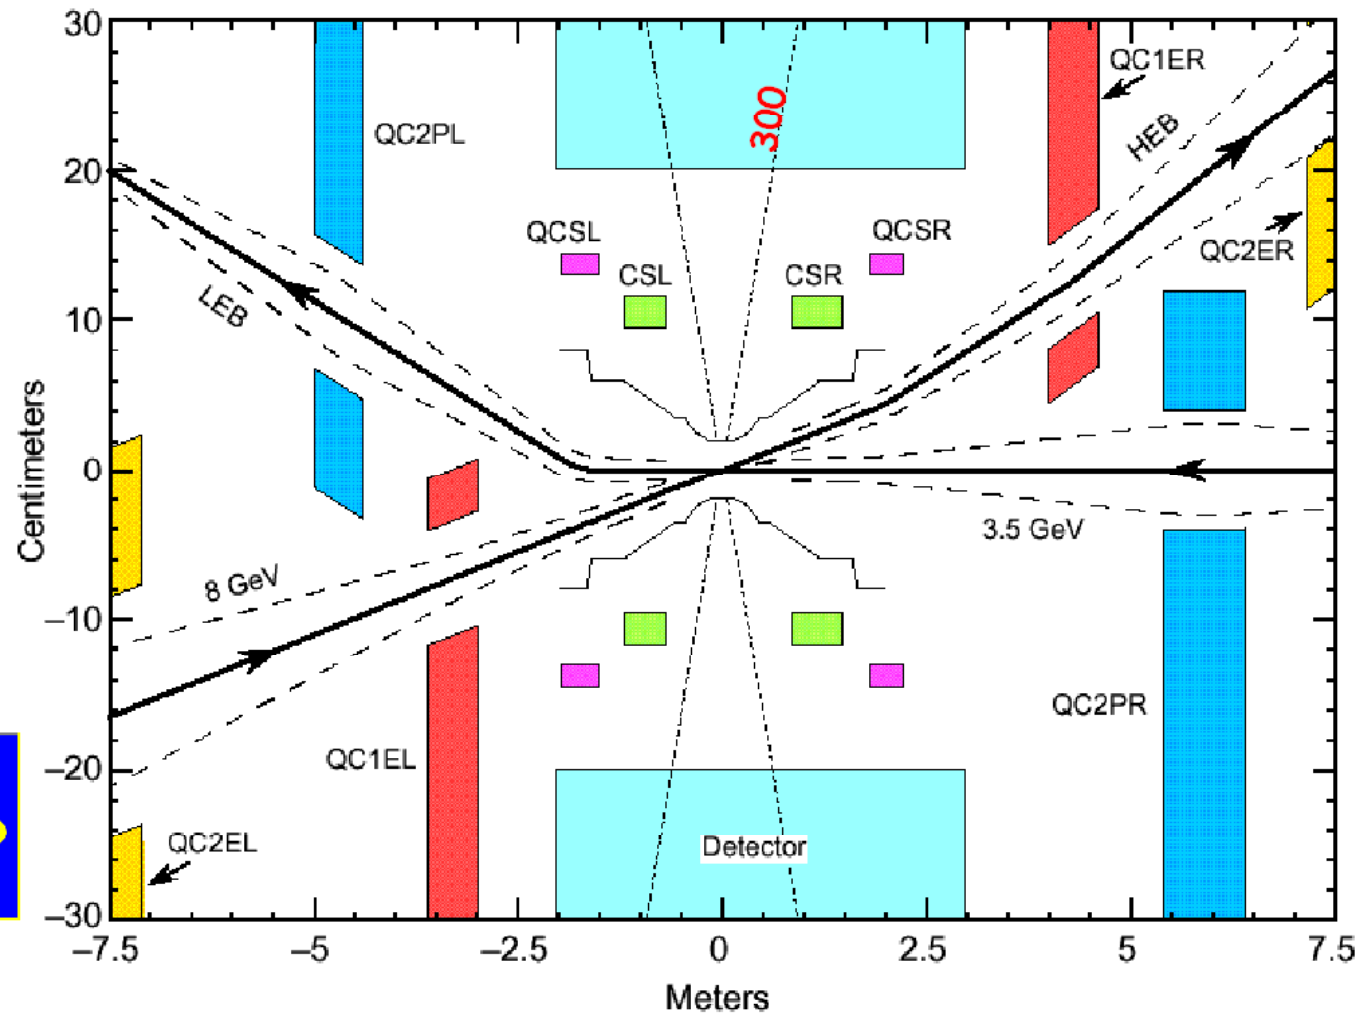 30
QC1ER
QC2PL
300
HEB
20
QCSL
QCSR
QC2ER
CSL
CSR
LEB
10
Centimeters
0
3.5 GeV
8 GeV
–10
QC2PR
QC1EL
–20
QC2EL
Detector
–30
–7.5
–5
–2.5
0
2.5
5
7.5
Meters